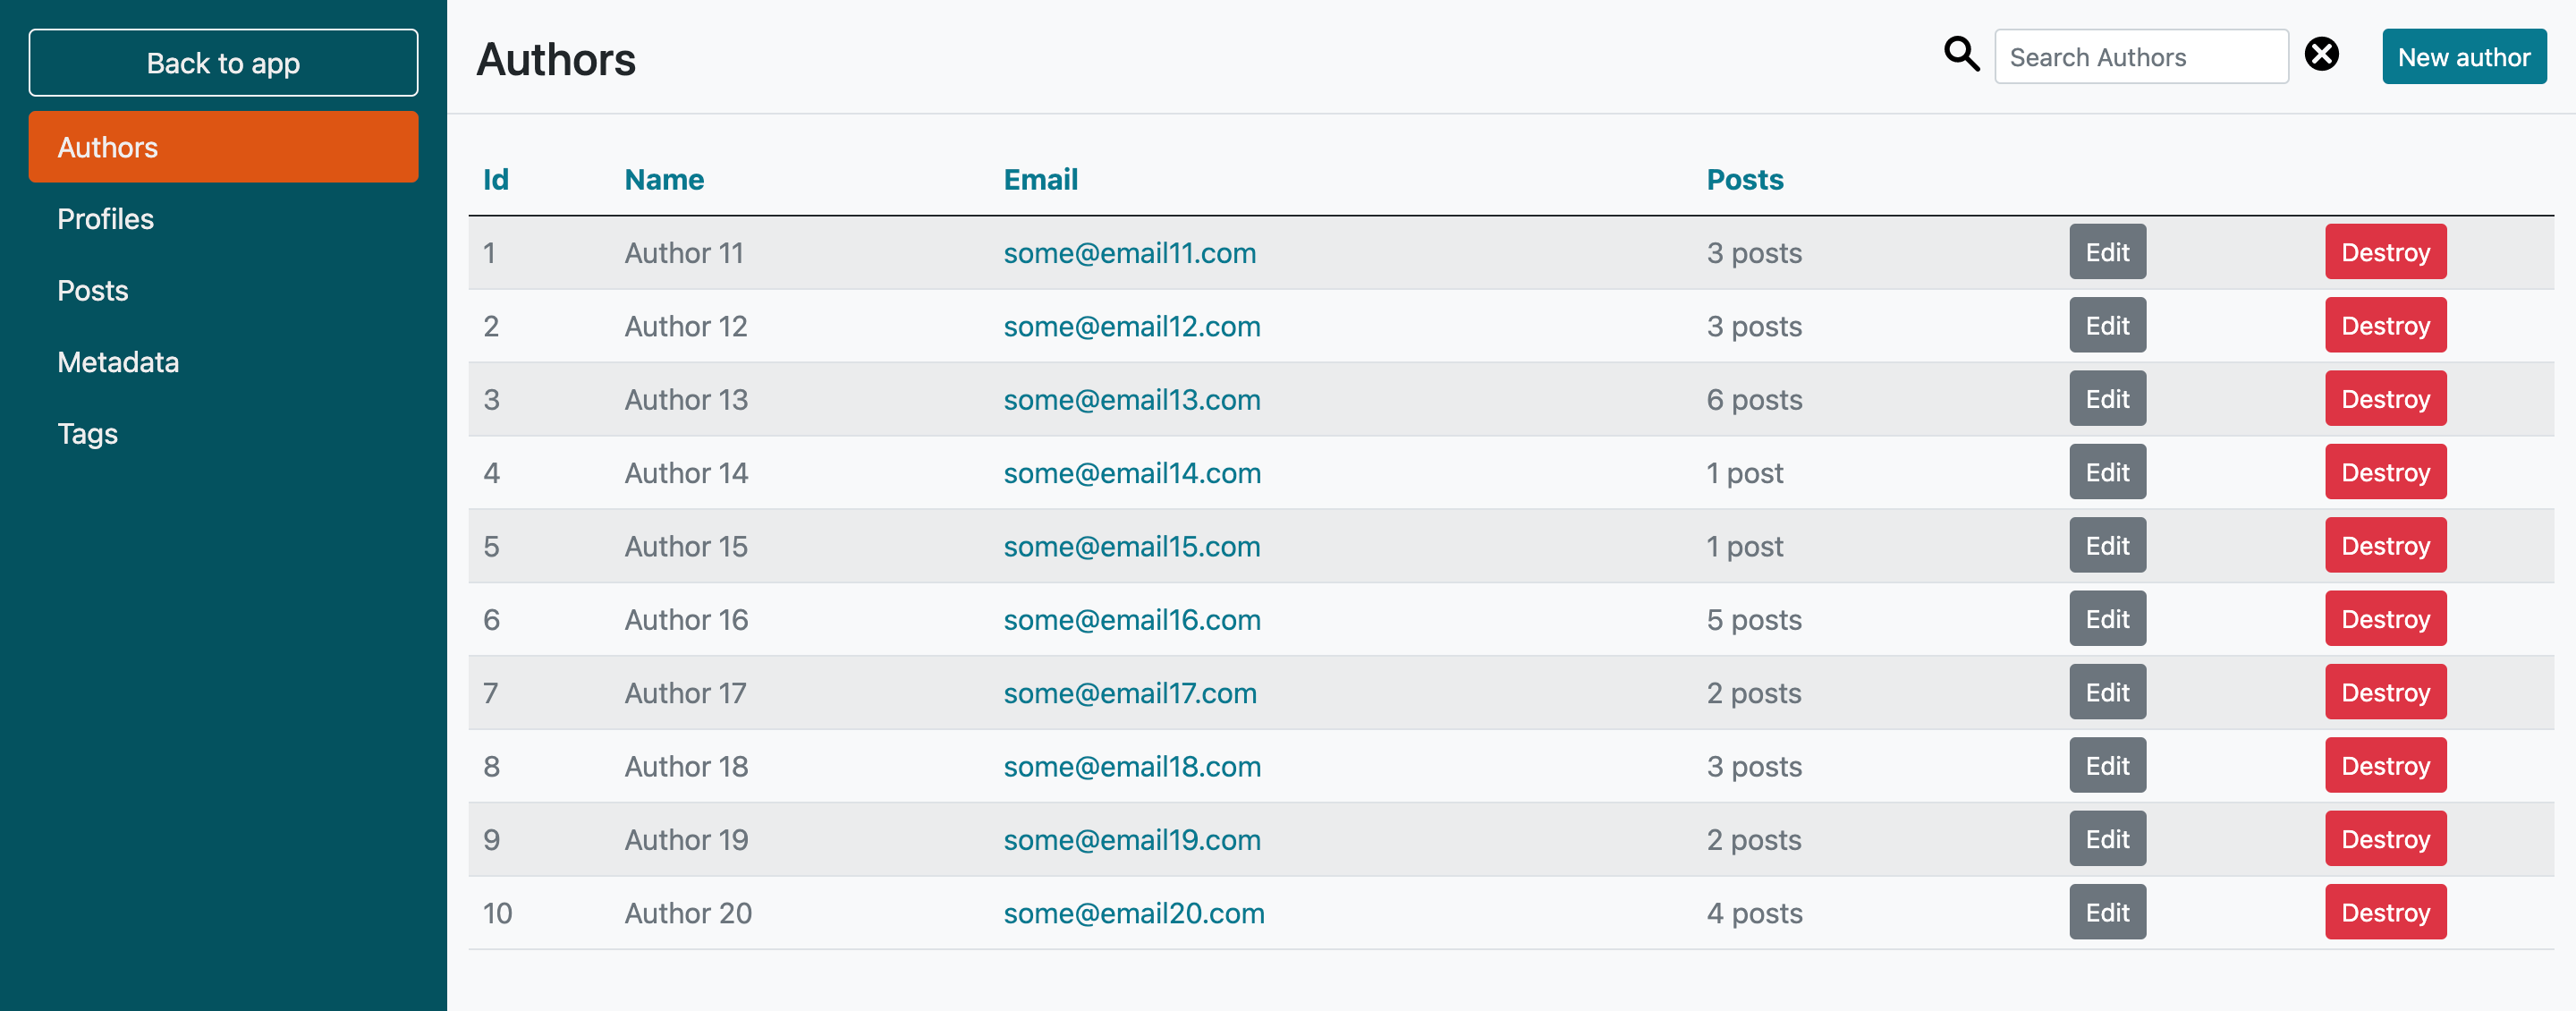 Back to app
Authors
Profiles
Posts
Metadata
Tags
Authors
Search Authors
New author
Id Name Email Posts
1 Author 11 some@email11.com 3 posts Edit Destroy
2 Author 12 some@email12.com 3 posts Edit Destroy
3 Author 13 some@email13.com 6 posts Edit Destroy
4 Author 14 some@email14.com 1 post Edit Destroy
5 Author 15 some@email15.com 1 post Edit Destroy
6 Author 16 some@email16.com 5 posts Edit Destroy
7 Author 17 some@email17.com 2 posts Edit Destroy
8 Author 18 some@email18.com 3 posts Edit Destroy
9 Author 19 some@email19.com 2 posts Edit Destroy
10 Author 20 some@email20.com 4 posts Edit Destroy